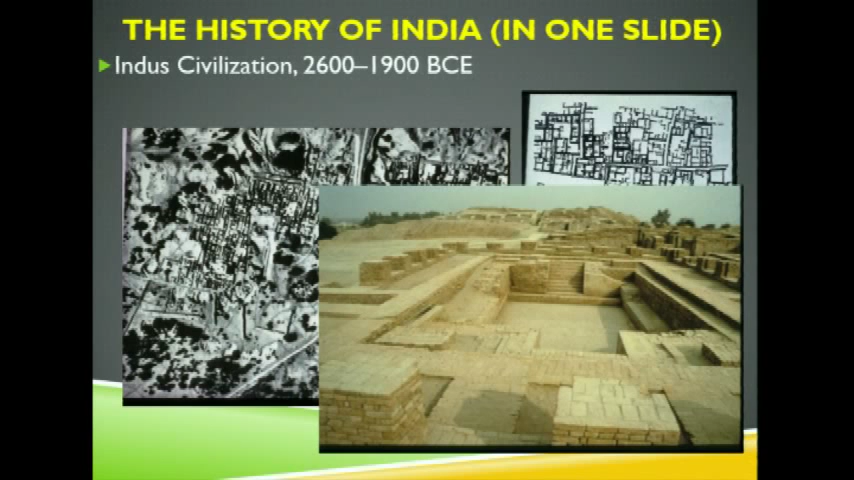 THE HISTORY OF INDIA (IN ONE SLIDE)
Indus Civilization, 2600–1900 BCE